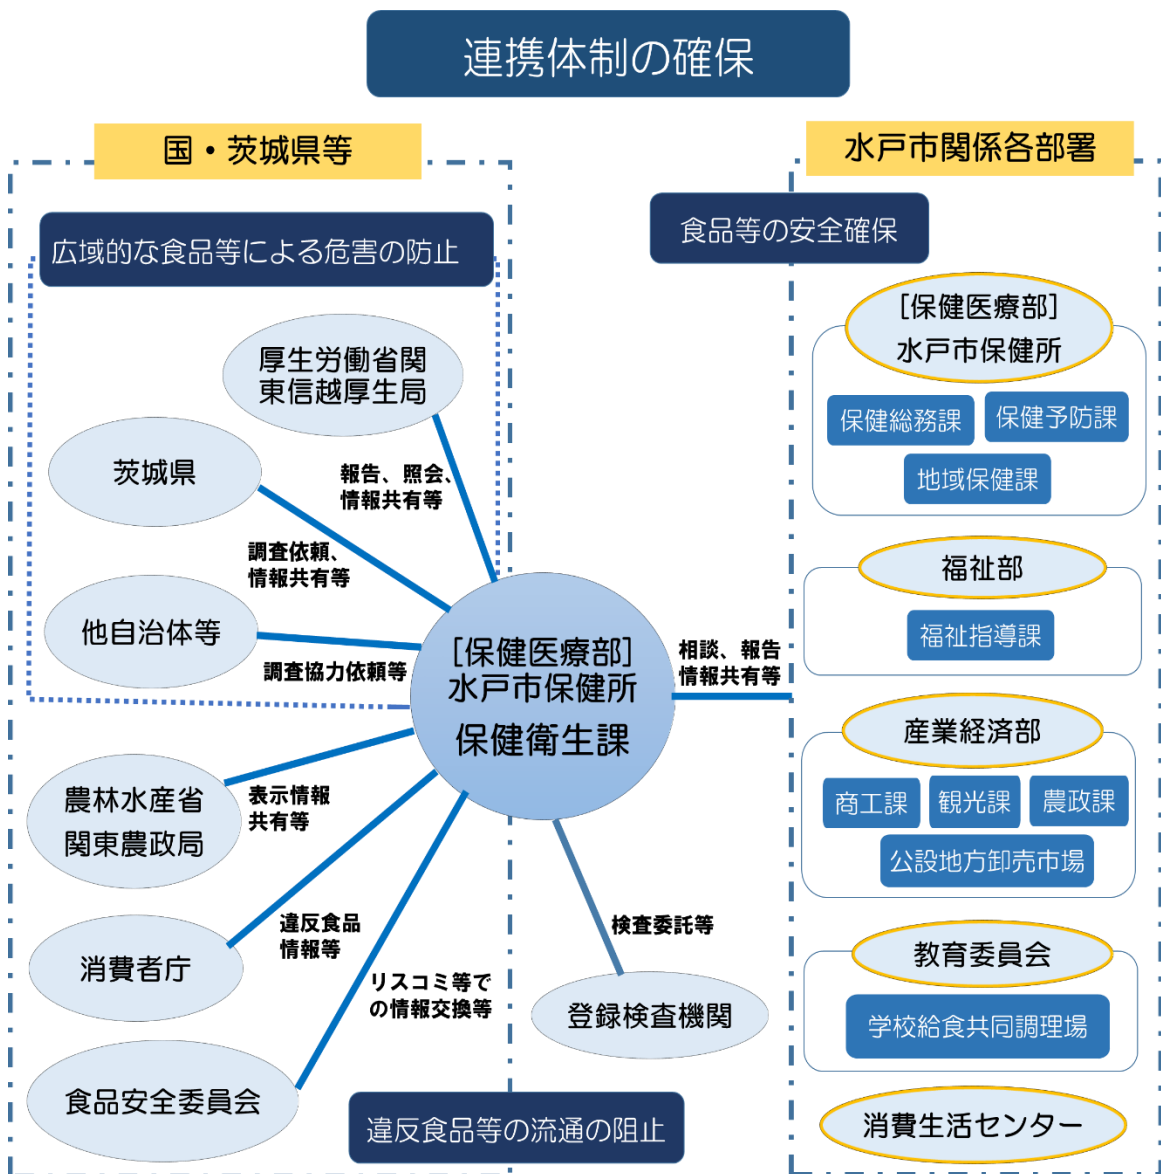 連携体制の確保
国・茨城県等
広域的な食品等による危害の防止
厚生労働省関
東信越厚生局
報告、照会、
情報共有等
茨城県
調査依頼、
情報共有等
他自治体等
調査協力依頼等
[保健医療部]
水戸市保健所
保健衛生課
農林水産省
関東農政局
表示情報
共有等
消費者庁
違反食品
情報等
食品安全委員会
リスコミ等で
の情報交換等
検査委託等
登録検査機関
違反食品等の流通の阻止
相談、報告
情報共有等
水戸市関係各部署
食品等の安全確保
[保健医療部]
水戸市保健所
保健総務課
保健予防課
地域保健課
福祉部
福祉指導課
産業経済部
商工課
観光課
農政課
公設地方卸売市場
教育委員会
学校給食共同調理場
消費生活センター